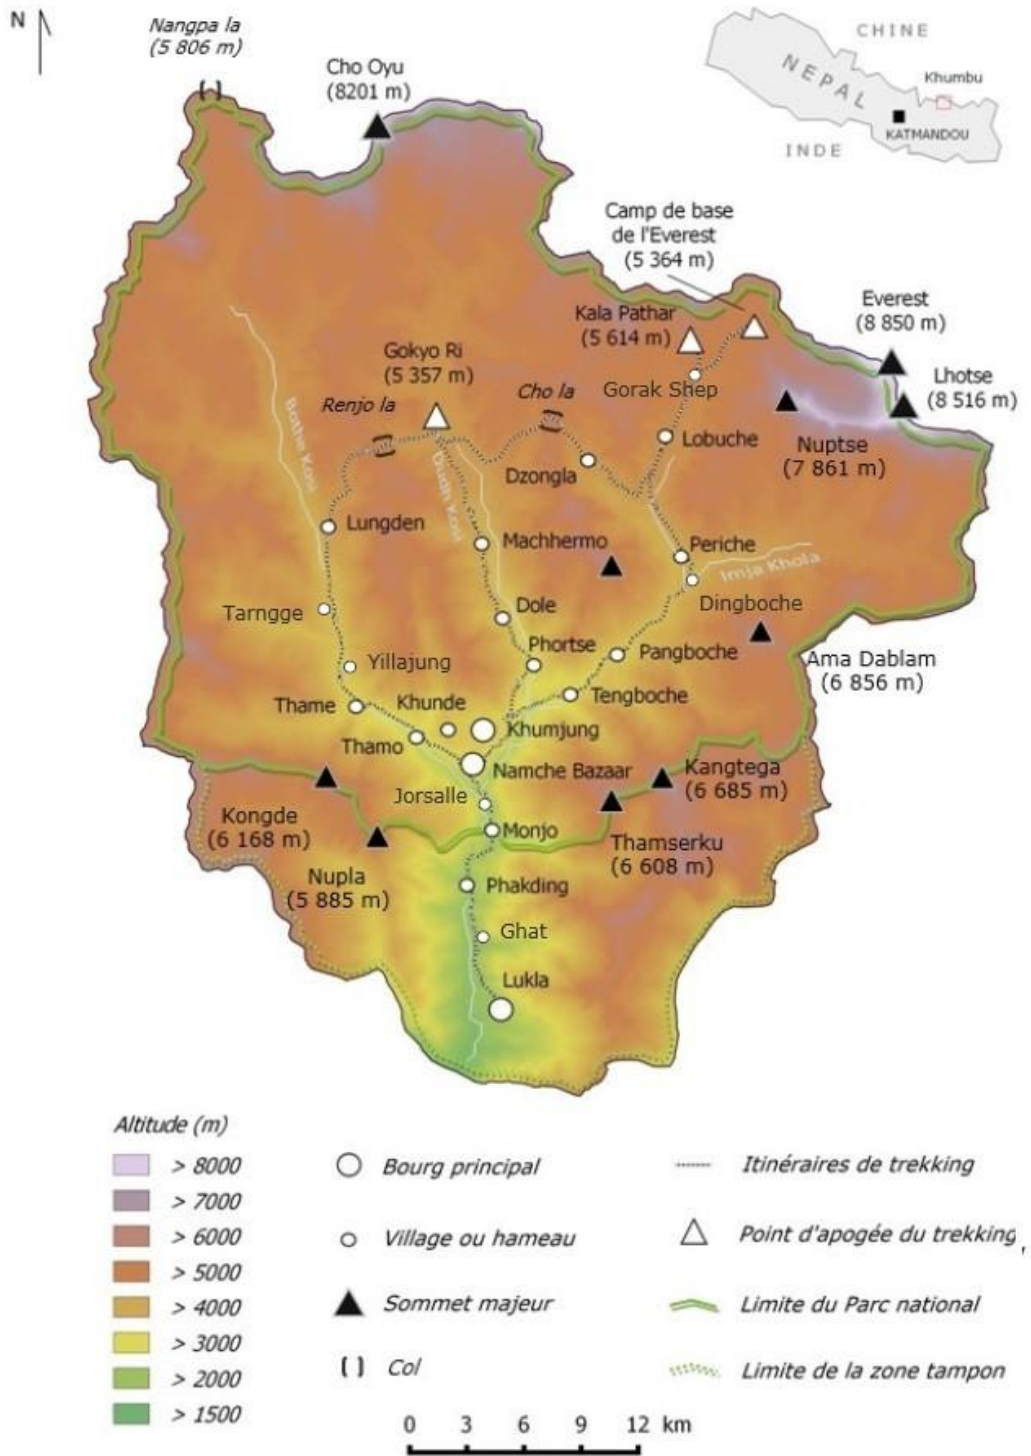 N
Nangpa la
(5 806 m)
Cho Oyu
(8201 m)
CHINE
NEPAL
Khumbu
KATMANDOU
INDE
Camp de base
de l'Everest
(5 364 m)
Everest
(8 850 m)
Kala Pathar
(5 614 m)
Gokyo Ri
(5 357 m)
Lhotse
(8 516 m)
Gorak Shep
Renjo la
Cho la
Lobuche
Nuptse
(7 861 m)
Bothe Kosi
Dudh Kosi
Dzongla
Lungden
Machhermo
Periche
Imja Khola
Tarngge
Dole
Dingboche
Phortse
Pangboche
Ama Dablam
(6 856 m)
Yillajung
Thame
Khunde
Tengboche
Khumjung
Thamo
Namche Bazaar
Kangtega
(6 685 m)
Jorsalle
Kongde
(6 168 m)
Monjo
Thamserku
(6 608 m)
Nupla
(5 885 m)
Phakding
Ghat
Lukla
Altitude (m)
> 8000
> 7000
> 6000
> 5000
> 4000
> 3000
> 2000
> 1500
Bourg principal
Village ou hameau
Sommet majeur
Col
Itinéraires de trekking
Point d'apogée du trekking
Limite du Parc national
Limite de la zone tampon
0 3 6 9 12 km